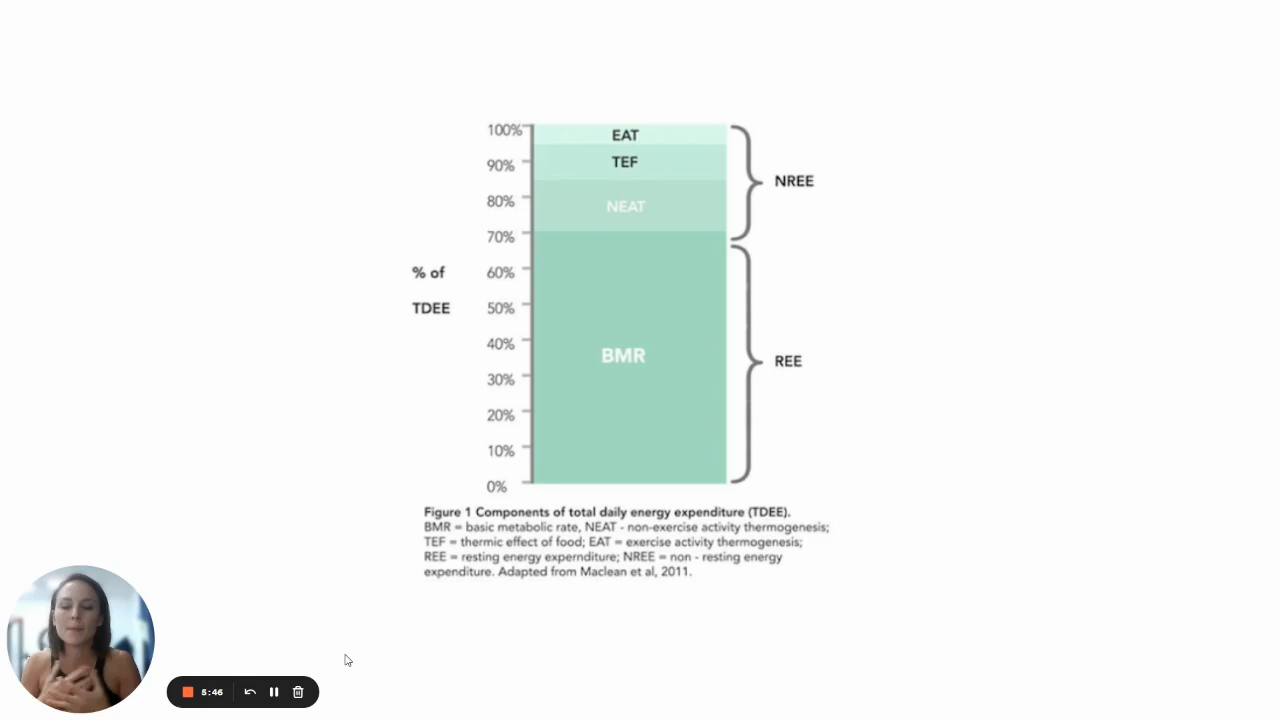 100%
EAT
90%
TEF
NREE
80%
NEAT
70%
% of
60%
TDEE
50%
40%
BMR
REE
30%
20%
10%
0%
Figure 1 Components of total daily energy expenditure (TDEE).
BMR = basic metabolic rate, NEAT - non-exercise activity thermogenesis;
TEF = thermic effect of food; EAT = exercise activity thermogenesis;
REE = resting energy expernditure; NREE = non - resting energy
expenditure. Adapted from Maclean et al, 2011.
5:46